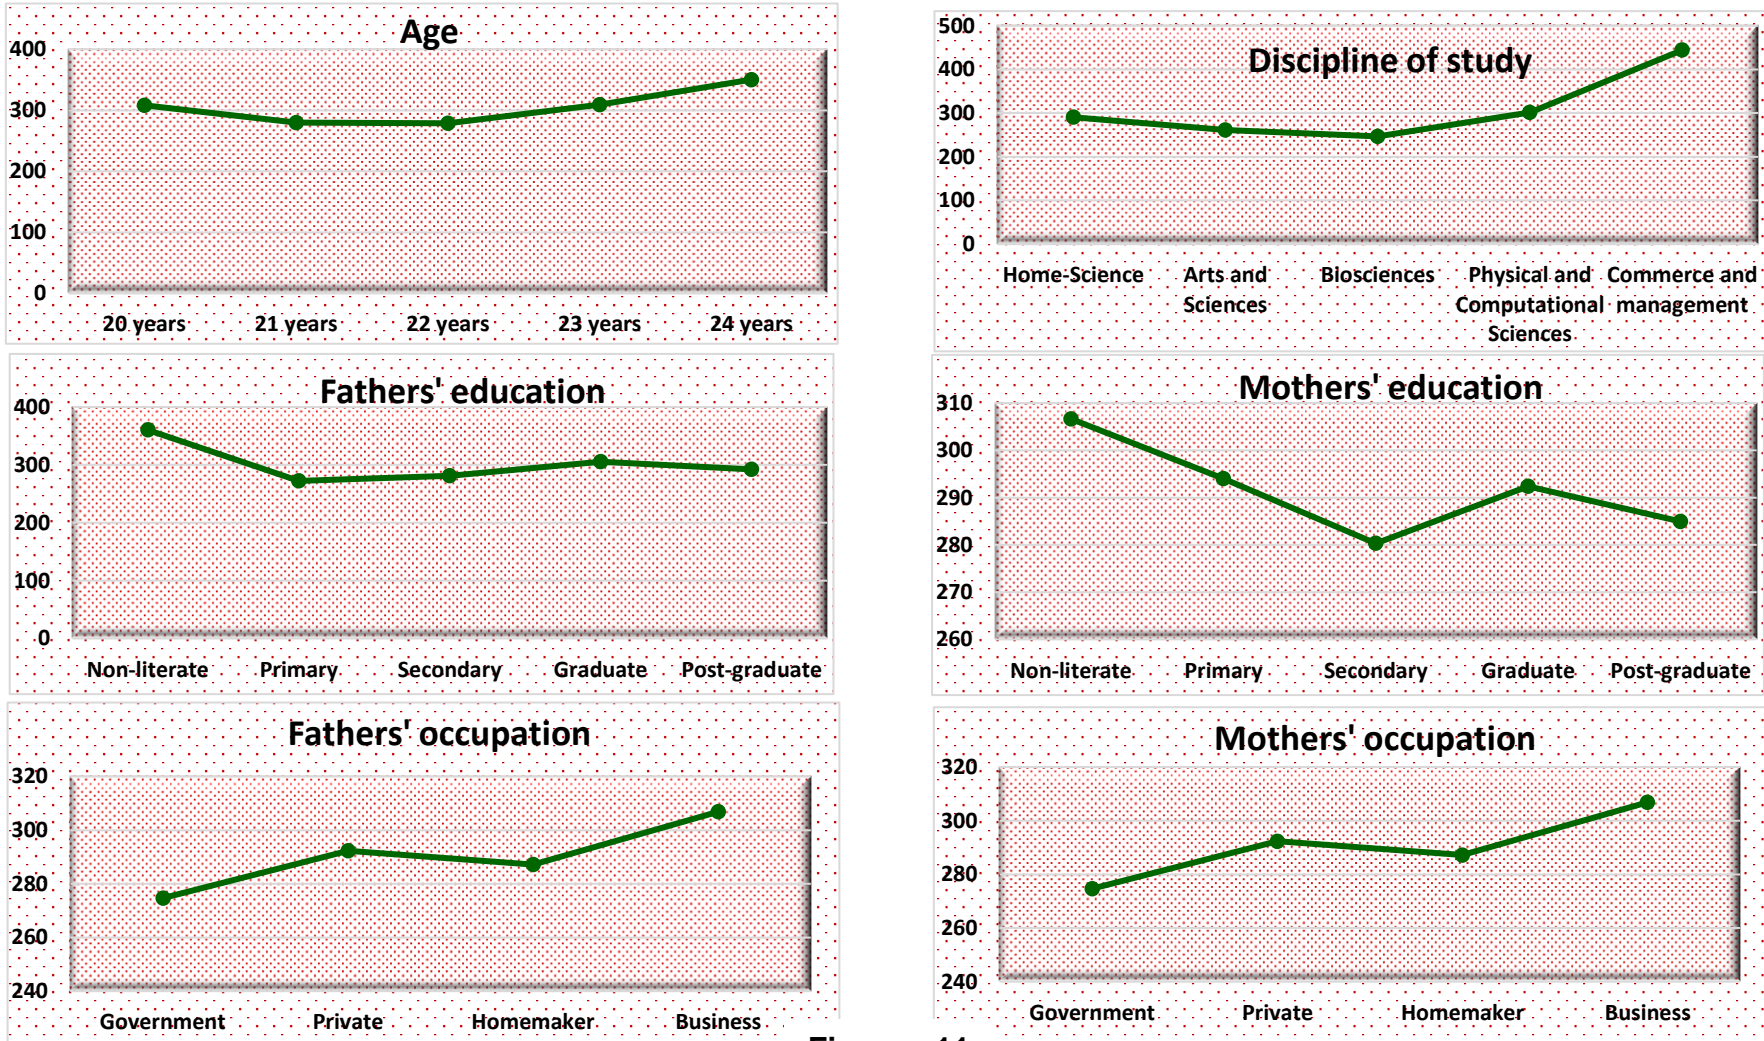 Age
400
300
200
100
0
20 years 21 years 22 years 23 years 24 years
Discipline of study
500
400
300
200
100
0
Home-Science Arts and Biosciences Physical and Commerce and
Sciences Computational management
Sciences
Fathers' education
400
300
200
100
0
Non-literate Primary Secondary Graduate Post-graduate
Mothers' education
310
300
290
280
270
260
Non-literate Primary Secondary Graduate Post-graduate
Fathers' occupation
320
300
280
260
240
Government Private Homemaker Business
Mothers' occupation
320
300
280
260
240
Government Private Homemaker Business